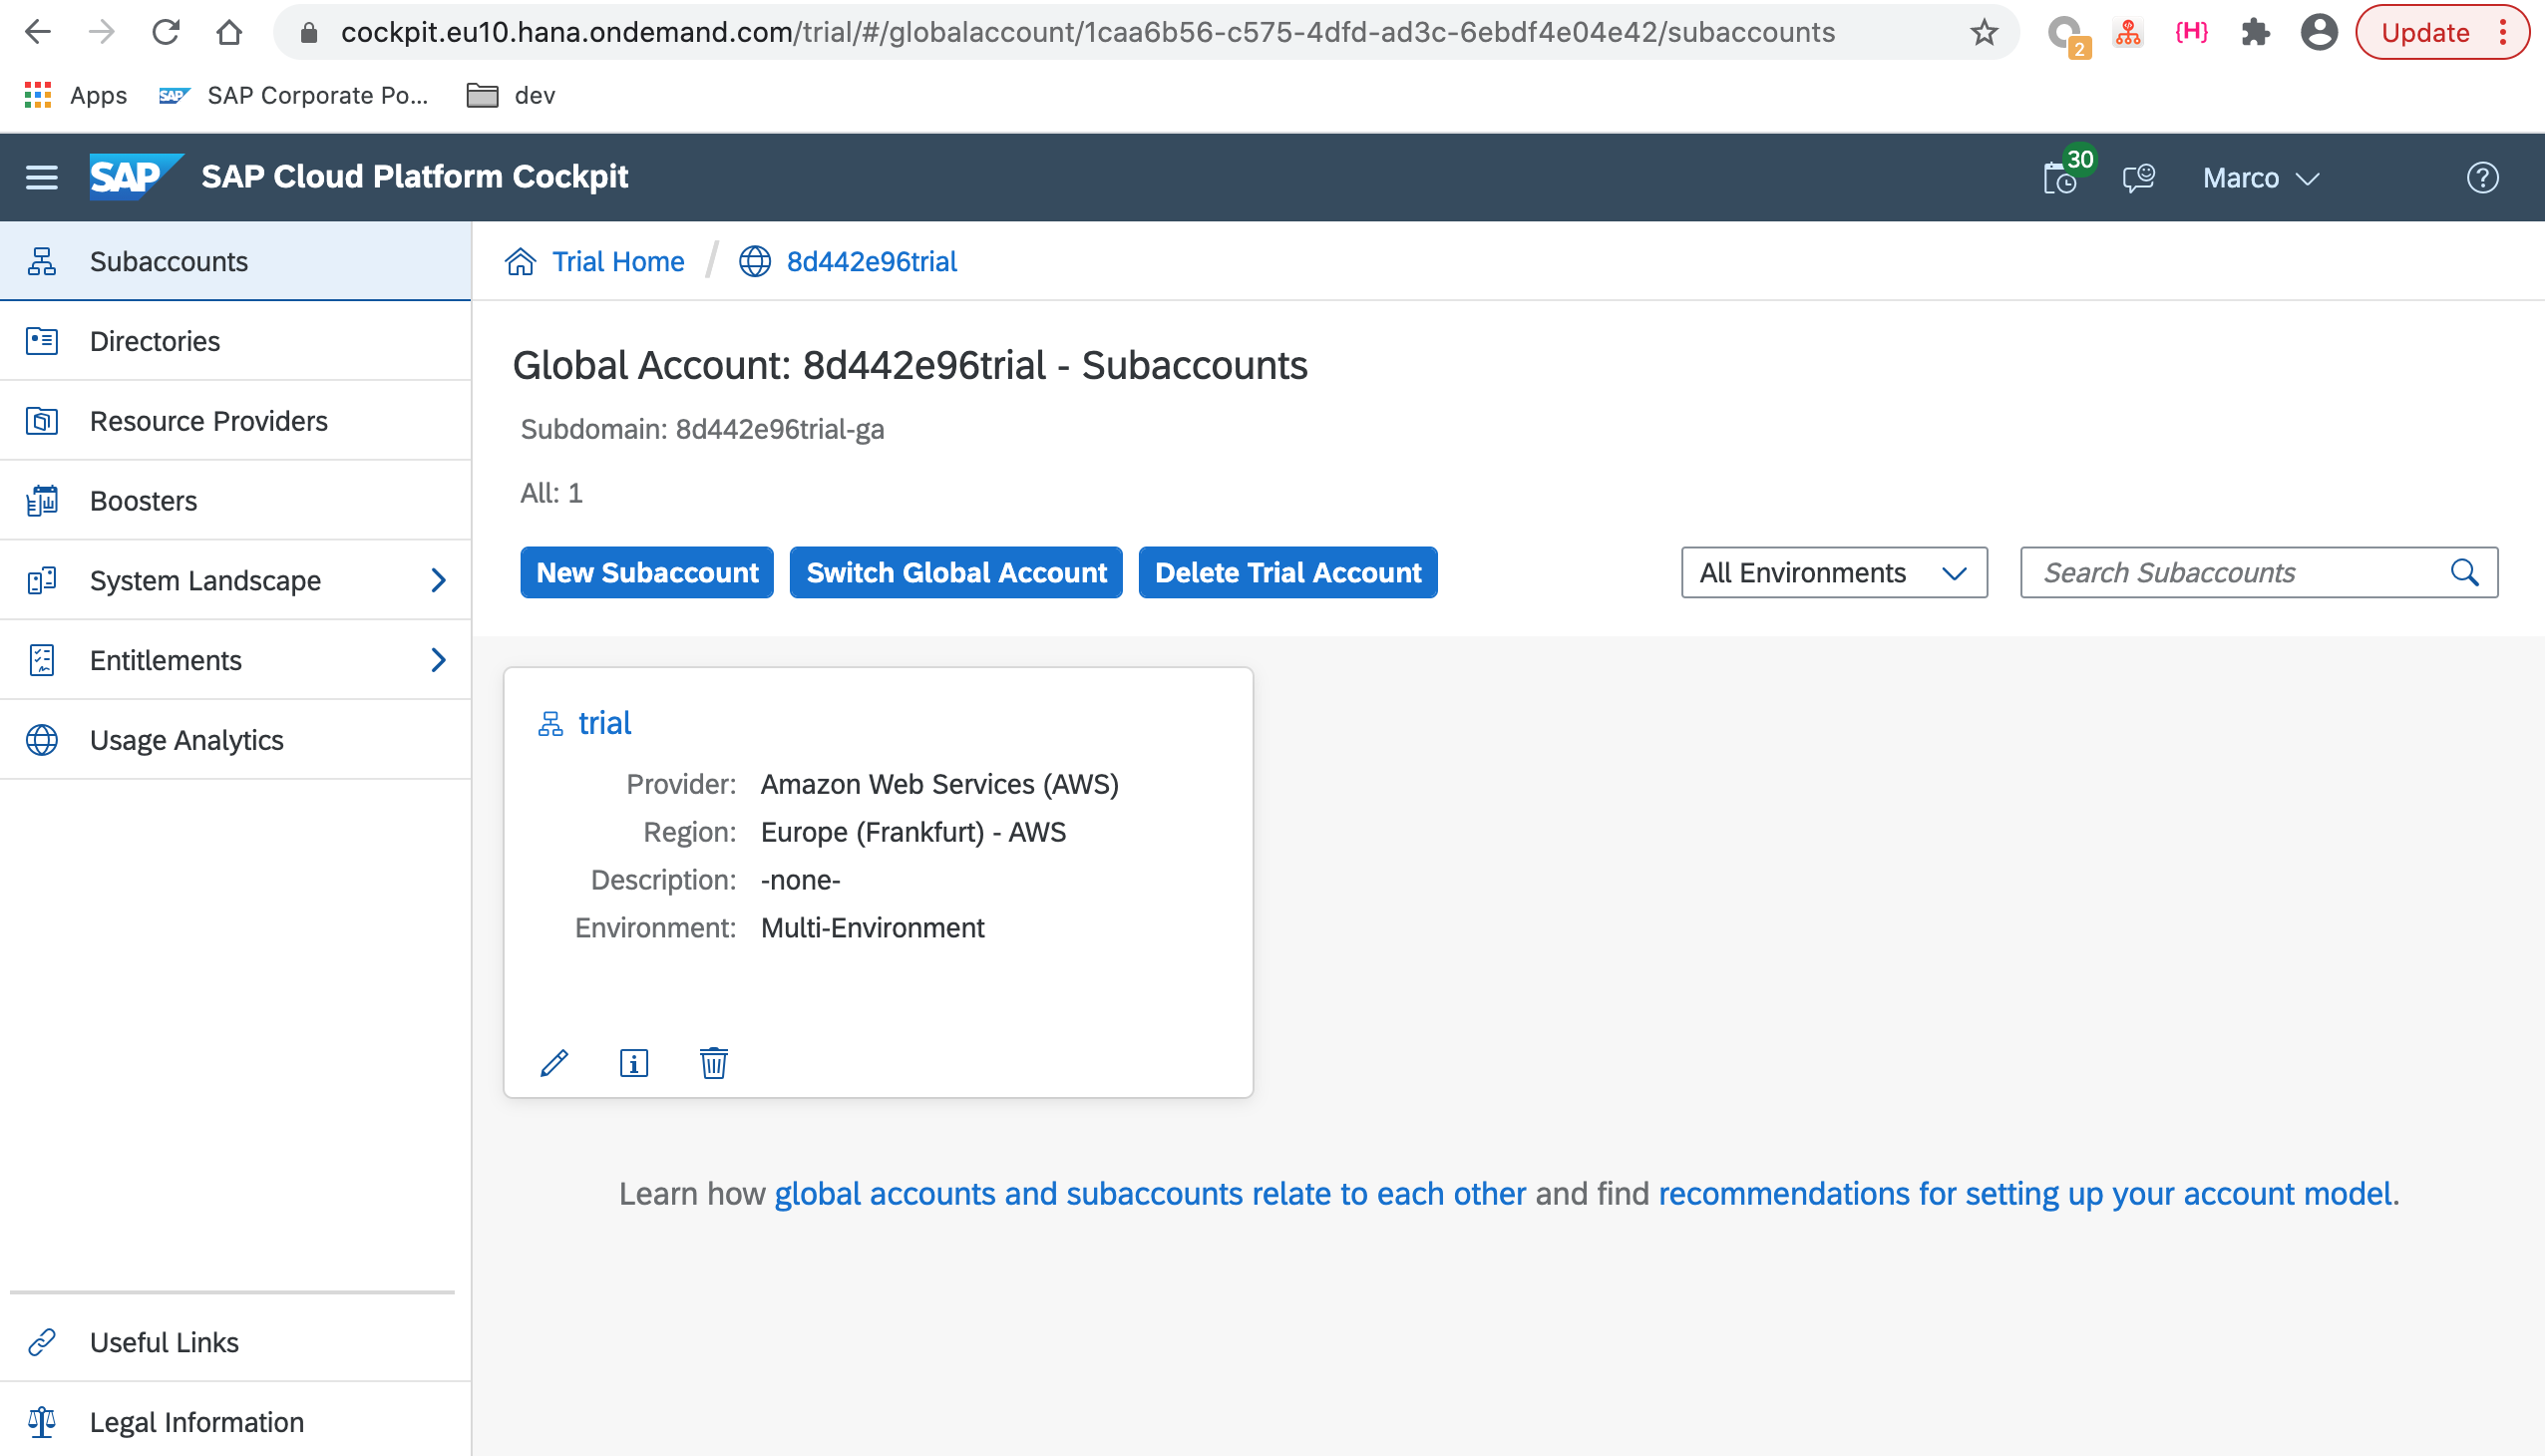 cockpit.eu10.hana.ondemand.com/trial/#/globalaccount/1caa6b56-c575-4dfd-ad3c-6ebdf4e04e42/subaccounts
2
{H}
Update
Apps
SAP
SAP Corporate Po...
dev
SAP
SAP Cloud Platform Cockpit
30
Marco
?
Subaccounts
Directories
Resource Providers
Boosters
System Landscape
Entitlements
Usage Analytics
Useful Links
Legal Information
Trial Home / 8d442e96trial
Global Account: 8d442e96trial - Subaccounts
Subdomain: 8d442e96trial-ga
All: 1
New Subaccount
Switch Global Account
Delete Trial Account
All Environments
Search Subaccounts
trial
Provider: Amazon Web Services (AWS)
Region: Europe (Frankfurt) - AWS
Description: -none-
Environment: Multi-Environment
Learn how global accounts and subaccounts relate to each other and find recommendations for setting up your account model.